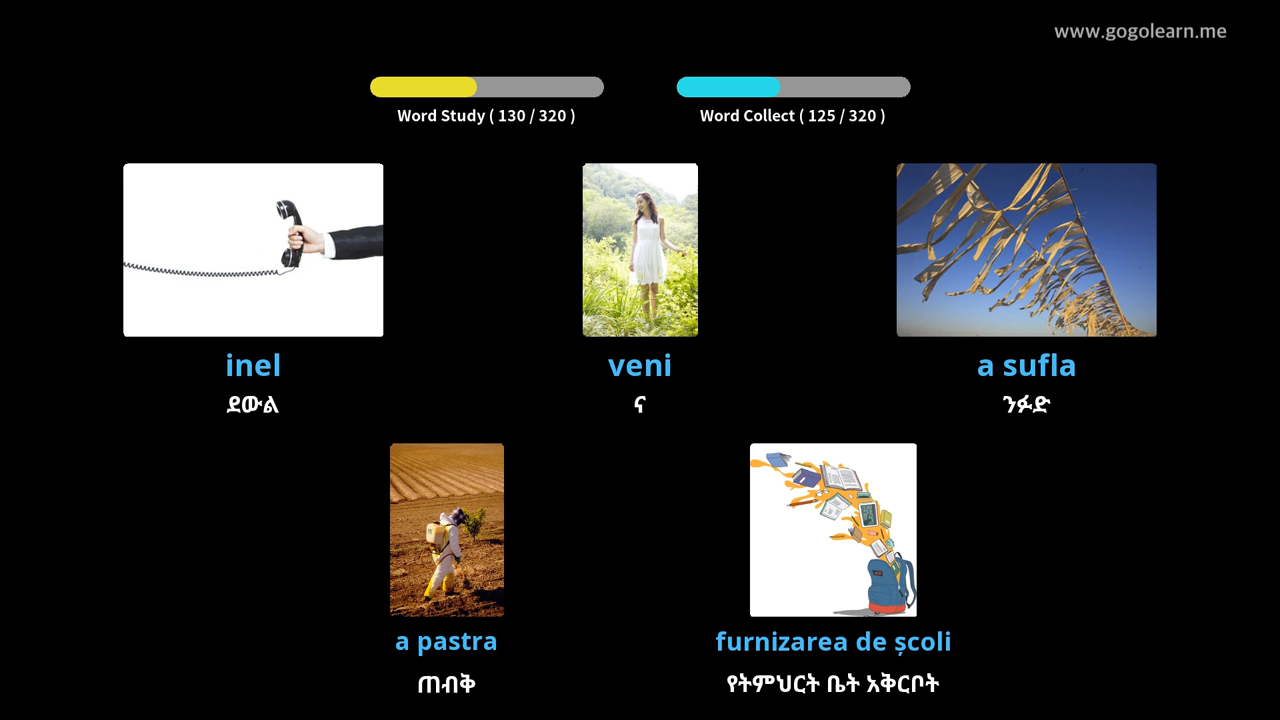 www.gogolearn.me
Word Study ( 130 / 320 )
Word Collect ( 125 / 320 )
inel
veni
a sufla
ደውል
ና
ንፉድ
a pastra
furnizarea de școli
ጠብቅ
የትምህርት ቤት አቅርቦት